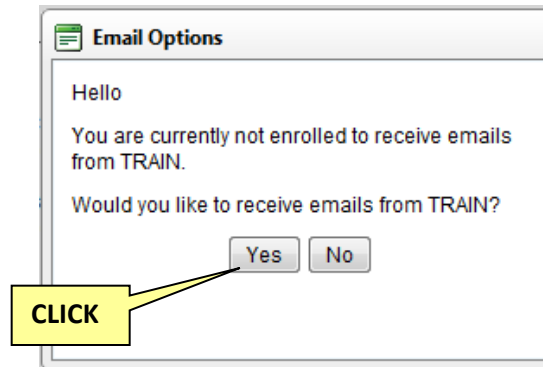 Email Options
Hello
You are currently not enrolled to receive emails
from TRAIN.
Would you like to receive emails from TRAIN?
Yes No
CLICK